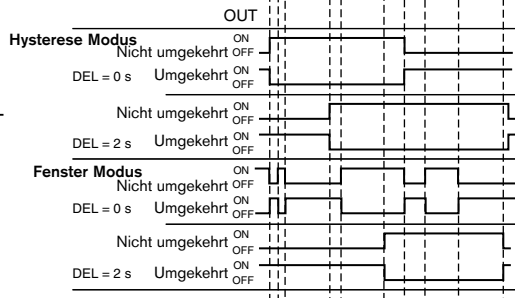 OUT
Hysterese Modus
Nicht umgekehrt ON OFF
DEL = 0 s Umgekehrt ON OFF
Nicht umgekehrt ON OFF
DEL = 2 s Umgekehrt ON OFF
Fenster Modus
Nicht umgekehrt ON OFF
DEL = 0 s Umgekehrt ON OFF
Nicht umgekehrt ON OFF
DEL = 2 s Umgekehrt ON OFF